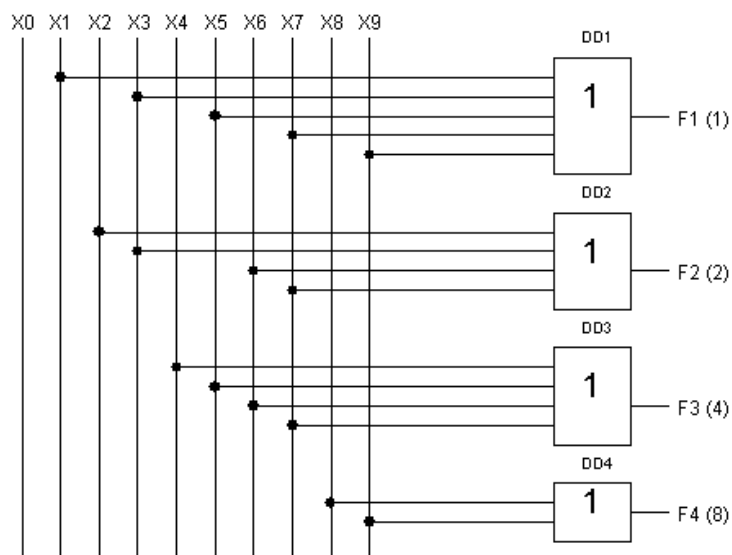 X0 X1 X2 X3 X4 X5 X6 X7 X8 X9
DD1
1
F1 (1)
DD2
1
F2 (2)
DD3
1
F3 (4)
DD4
1
F4 (8)